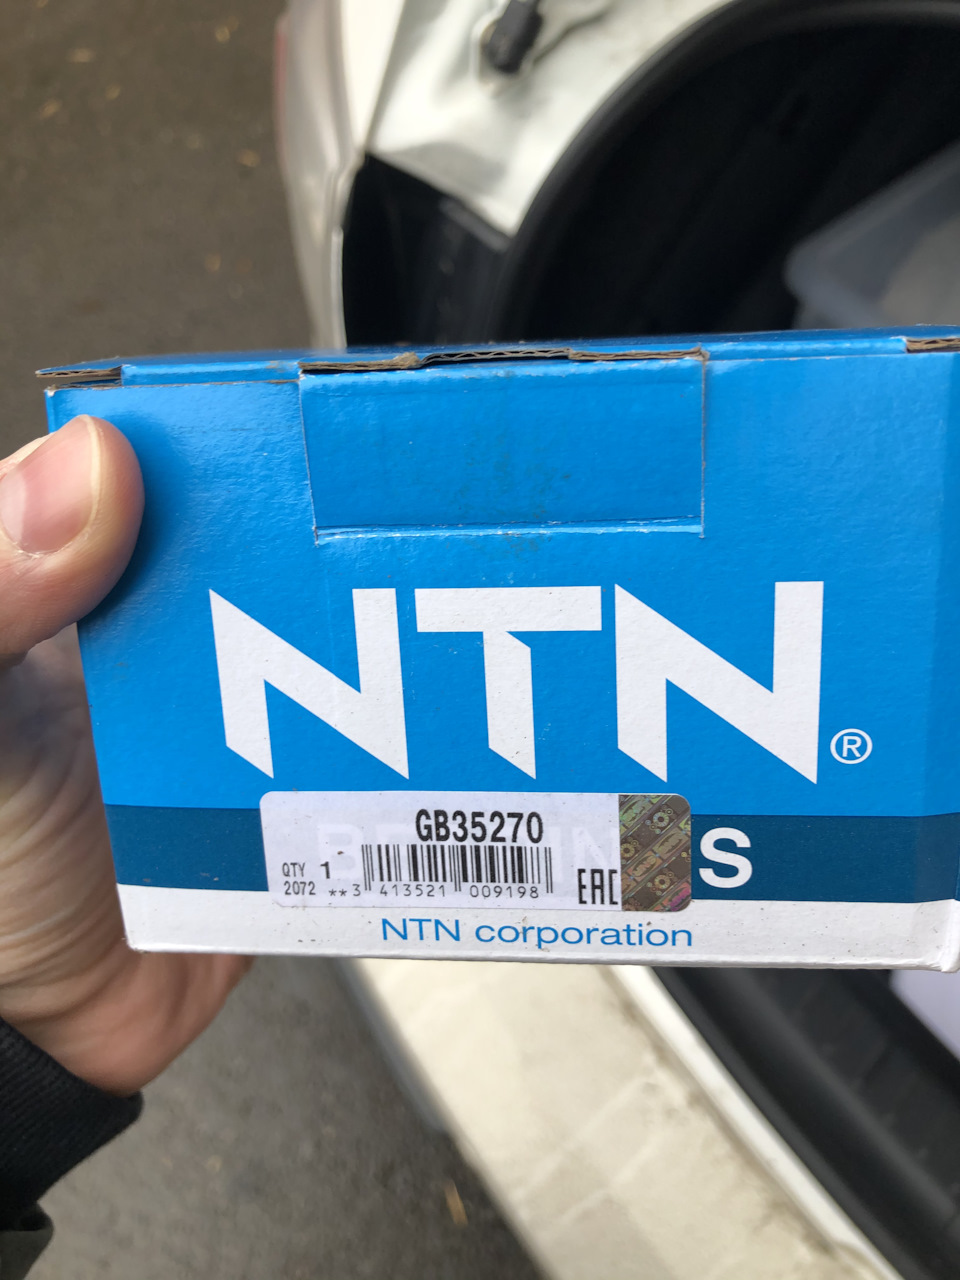 NTN®
GB35270
S
QTY 1
2072 **3 413521 009198
EAC
NTN corporation